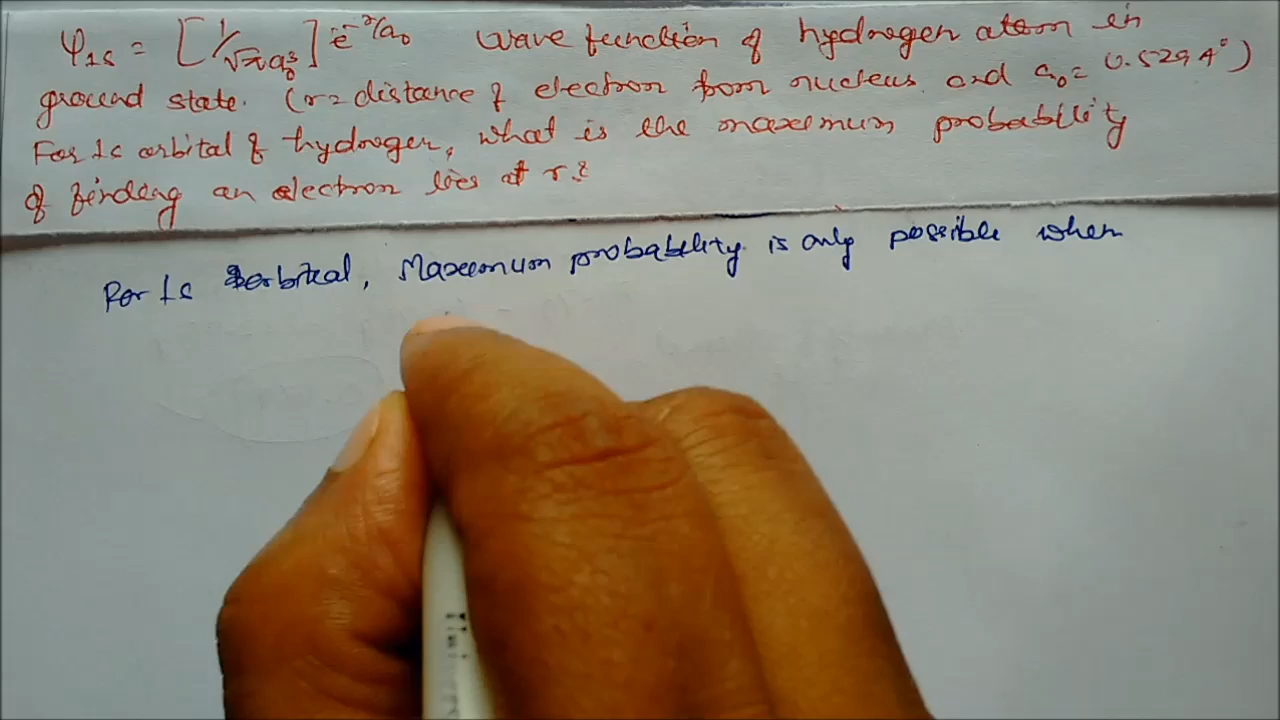 φ1s = [1/√πa₀³] e^-r/a₀ Wave function of hydrogen atom in
ground state. (r = distance of electron from nucleus and a₀ = 0.529 A°)
For 1s orbital of hydrogen, what is the maximum probability
of finding an electron lies at r.?
For 1s orbital, Maximum probability is only possible when